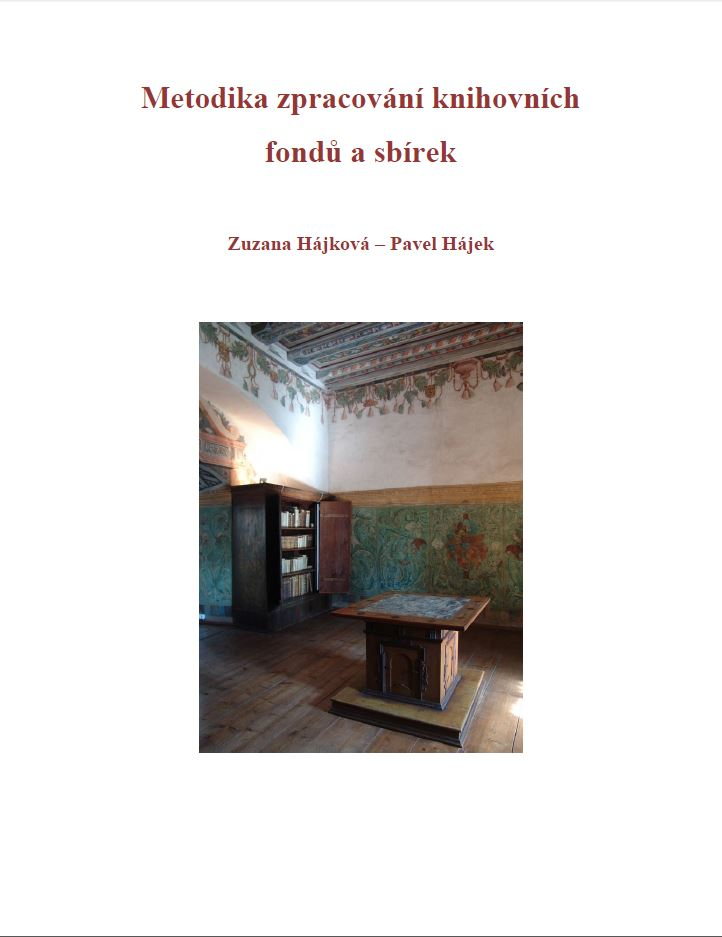 Metodika zpracování knihovních
fondů a sbírek
Zuzana Hájková – Pavel Hájek